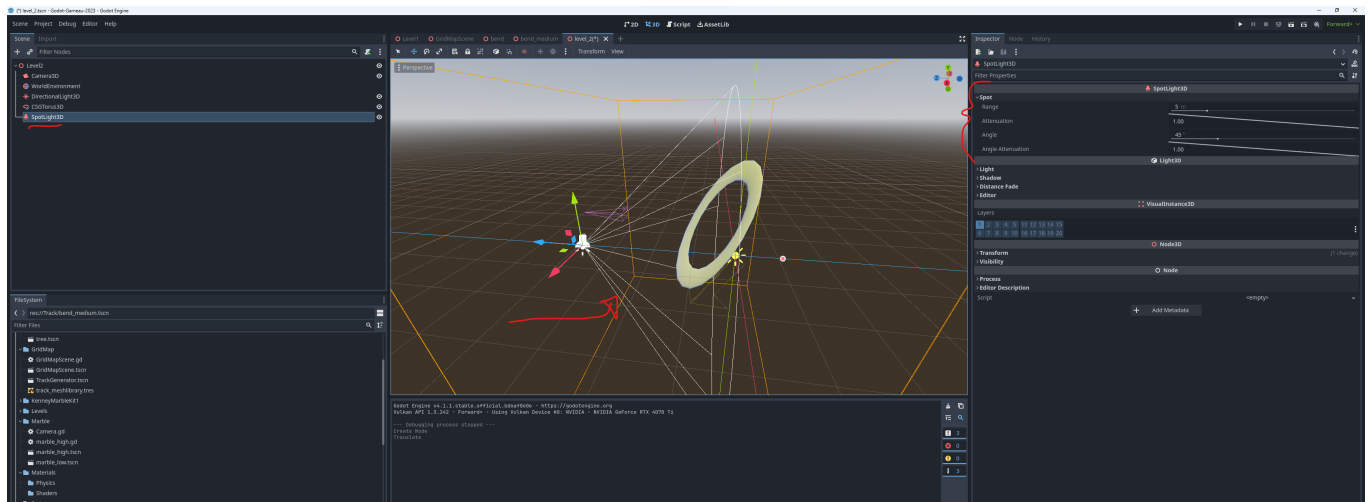 (*) level_2.tscn - Godot-Gameau-2023 - Godot Engine
Scene Project Debug Editor Help
2D 3D Script AssetLib
Forward+
Scene Import
Filter Nodes
Level2
Camera3D
WorldEnvironment
DirectionalLight3D
CSGTorus3D
SpotLight3D
Level1 GridMapScene bend bend_medium level_2(*)
Transform View
Perspective
FileSystem
res://Track/bend_medium.tscn
Filter Files
tree.tscn
GridMap
GridMapScene.gd
GridMapScene.tscn
TrackGenerator.tscn
track_meshlibrary.tres
KenneyMarbleKit1
Levels
Marble
Camera.gd
marble_high.gd
marble_high.tscn
marble_low.tscn
Materials
Physics
Shaders
Godot Engine v4.1.1.stable.official.bd6af8e0e - https://godotengine.org
Vulkan API 1.3.242 - Forward+ - Using Vulkan Device #0: NVIDIA - NVIDIA GeForce RTX 4070 Ti
--- Debugging process stopped ---
Create Node
Translate
3
0
0
3
Inspector Node History
SpotLight3D
Filter Properties
SpotLight3D
Spot
Range 5 m
Attenuation 1.00
Angle 45 °
Angle Attenuation 1.00
Light3D
Light
Shadow
Distance Fade
Editor
VisualInstance3D
Layers
1 2 3 4 5 11 12 13 14 15
6 7 8 9 10 16 17 18 19 20
Node3D
Transform (1 change)
Visibility
Node
Process
Editor Description
Script <empty>
+ Add Metadata